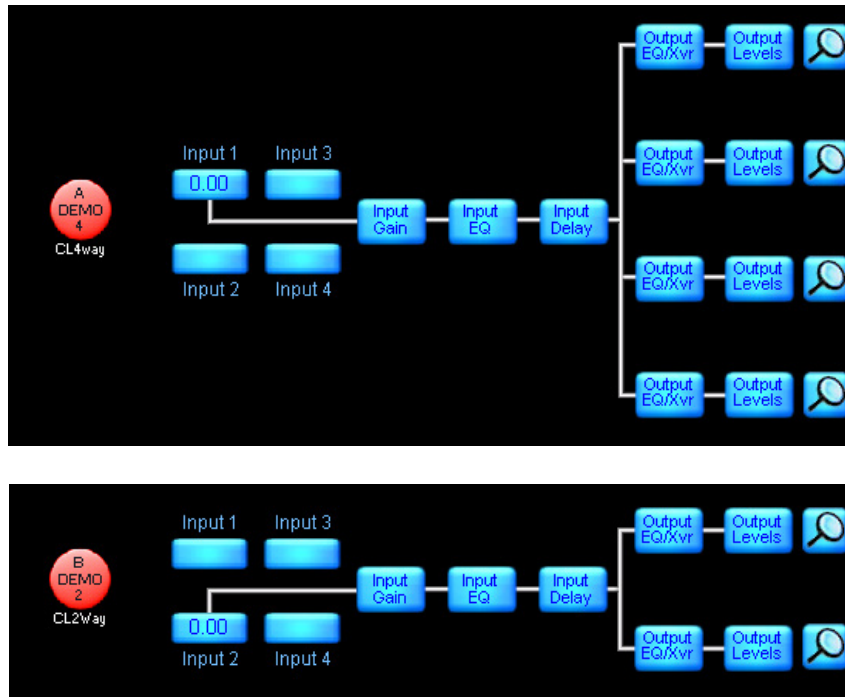 Output
EQ/Xvr
Output
Levels
Input 1
Input 3
0.00
Output
EQ/Xvr
Output
Levels
A
DEMO
4
CL4way
Input
Gain
Input
EQ
Input
Delay
Input 2
Input 4
Output
EQ/Xvr
Output
Levels
Output
EQ/Xvr
Output
Levels
Input 1
Input 3
Output
EQ/Xvr
Output
Levels
B
DEMO
2
CL2Way
Input
Gain
Input
EQ
Input
Delay
0.00
Input 2
Input 4
Output
EQ/Xvr
Output
Levels